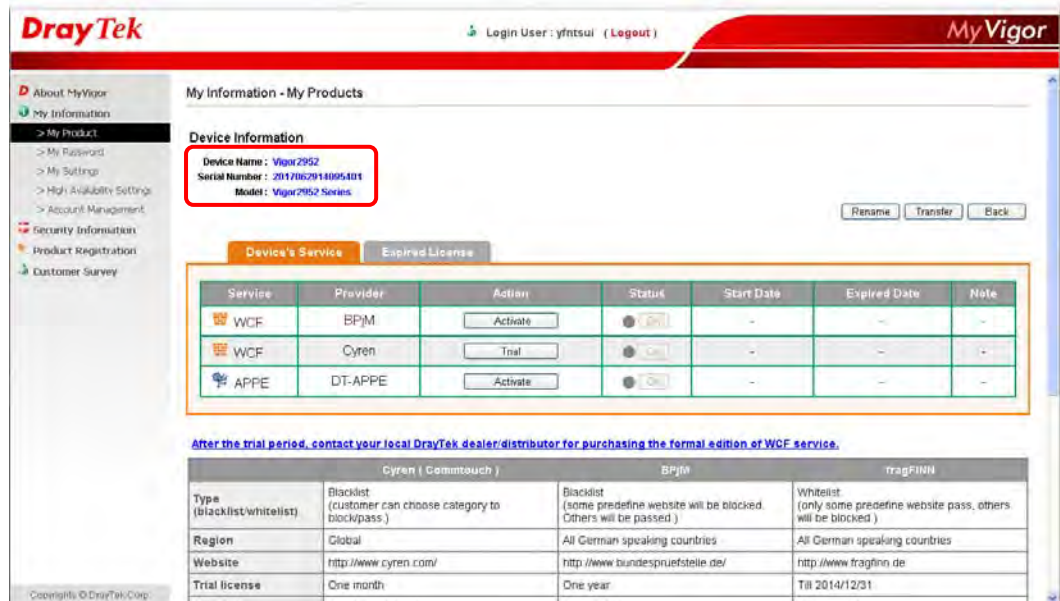 DrayTek
Login User : yfntsui ( Logout )
MyVigor
About MyVigor
My Information
> My Product
> My Password
> My Settings
> High Availability Settings
> Account Management
Security Information
Product Registration
Customer Survey
My Information - My Products
Device Information
Device Name : Vigor2952
Serial Number : 2017062914095401
Model : Vigor2952 Series
Rename Transfer Back
Device's Service Expired License
Service Provider Action Status Start Date Expired Date Note
WCF BPjM Activate On - - -
WCF Cyren Trial On - - -
APPE DT-APPE Activate On - - -
After the trial period, contact your local DrayTek dealer/distributor for purchasing the formal edition of WCF service.
Cyren ( Commtouch ) BPjM fragFINN
Type (blacklist/whitelist) Blacklist (customer can choose category to block/pass.) Blacklist (some predefine website will be blocked. Others will be passed.) Whitelist (only some predefine website pass, others will be blocked.)
Region Global All German speaking countries All German speaking countries
Website http://www.cyren.com/ http://www.bundespruefstelle.de/ http://www.fragfinn.de
Trial license One month One year Till 2014/12/31
Copyrights © DrayTek Corp.